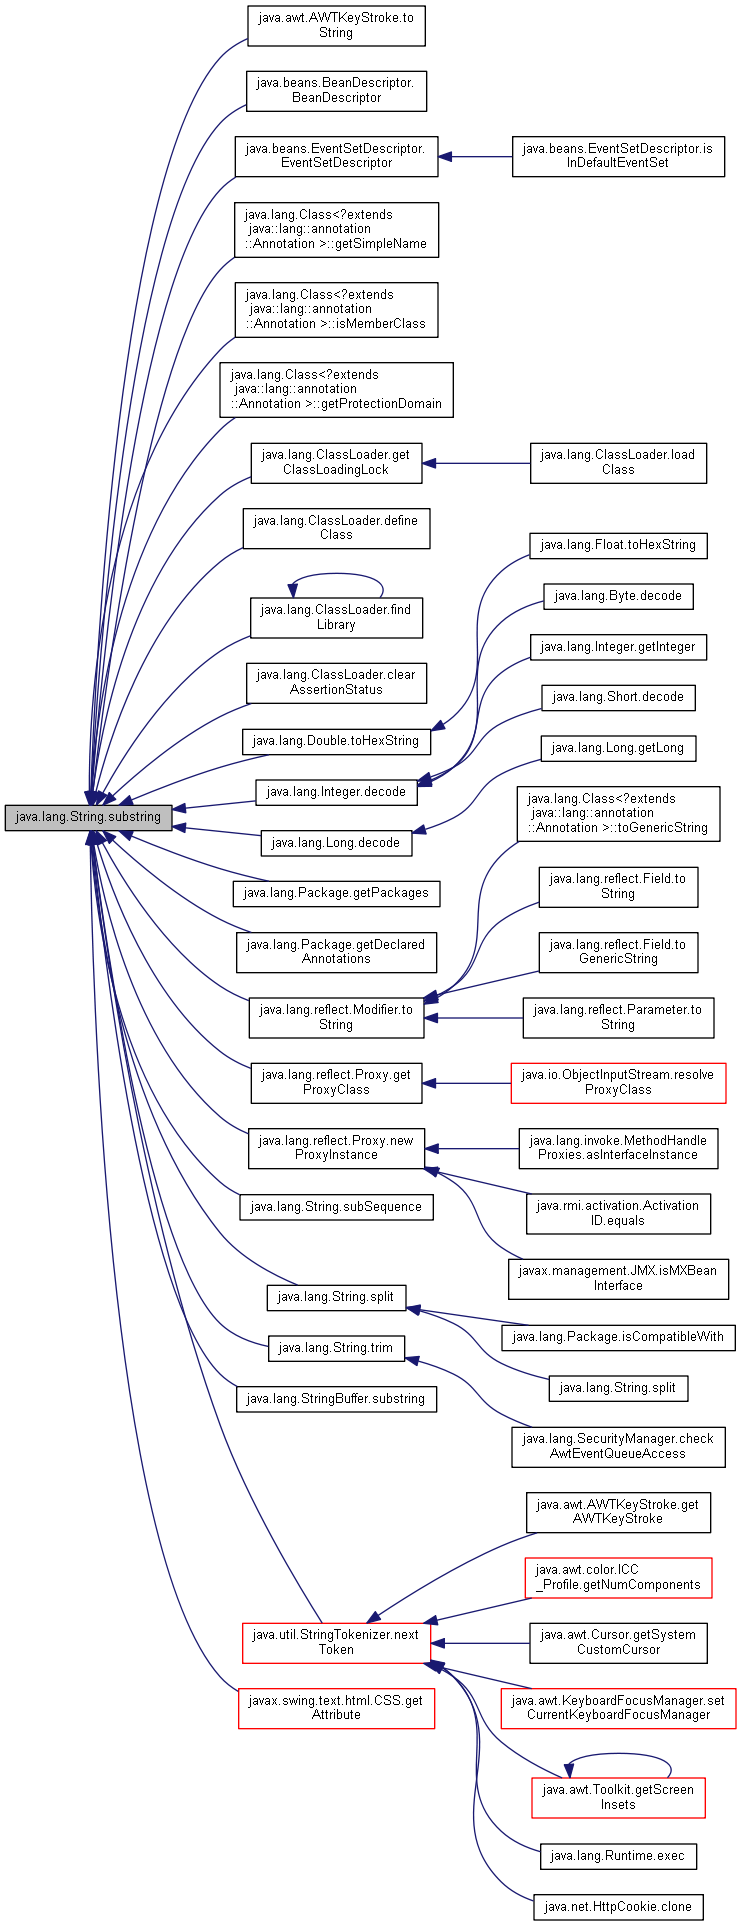 java.awt.AWTKeyStroke.to
String
java.beans.BeanDescriptor.
BeanDescriptor
java.beans.EventSetDescriptor.
EventSetDescriptor
java.beans.EventSetDescriptor.is
InDefaultEventSet
java.lang.Class<?extends
java::lang::annotation
::Annotation >::getSimpleName
java.lang.Class<?extends
java::lang::annotation
::Annotation >::isMemberClass
java.lang.Class<?extends
java::lang::annotation
::Annotation >::getProtectionDomain
java.lang.ClassLoader.get
ClassLoadingLock
java.lang.ClassLoader.load
Class
java.lang.ClassLoader.define
Class
java.lang.Float.toHexString
java.lang.ClassLoader.find
Library
java.lang.Byte.decode
java.lang.Integer.getInteger
java.lang.ClassLoader.clear
AssertionStatus
java.lang.Short.decode
java.lang.Double.toHexString
java.lang.Long.getLong
java.lang.Integer.decode
java.lang.String.substring
java.lang.Class<?extends
java::lang::annotation
::Annotation >::toGenericString
java.lang.Long.decode
java.lang.Package.getPackages
java.lang.reflect.Field.to
String
java.lang.Package.getDeclared
Annotations
java.lang.reflect.Field.to
GenericString
java.lang.reflect.Modifier.to
String
java.lang.reflect.Parameter.to
String
java.lang.reflect.Proxy.get
ProxyClass
java.io.ObjectInputStream.resolve
ProxyClass
java.lang.reflect.Proxy.new
ProxyInstance
java.lang.invoke.MethodHandle
Proxies.asInterfaceInstance
java.lang.String.subSequence
java.rmi.activation.Activation
ID.equals
javax.management.JMX.isMXBean
Interface
java.lang.String.split
java.lang.Package.isCompatibleWith
java.lang.String.trim
java.lang.String.split
java.lang.StringBuffer.substring
java.lang.SecurityManager.check
AwtEventQueueAccess
java.awt.AWTKeyStroke.get
AWTKeyStroke
java.awt.color.ICC
_Profile.getNumComponents
java.util.StringTokenizer.next
Token
java.awt.Cursor.getSystem
CustomCursor
javax.swing.text.html.CSS.get
Attribute
java.awt.KeyboardFocusManager.set
CurrentKeyboardFocusManager
java.awt.Toolkit.getScreen
Insets
java.lang.Runtime.exec
java.net.HttpCookie.clone